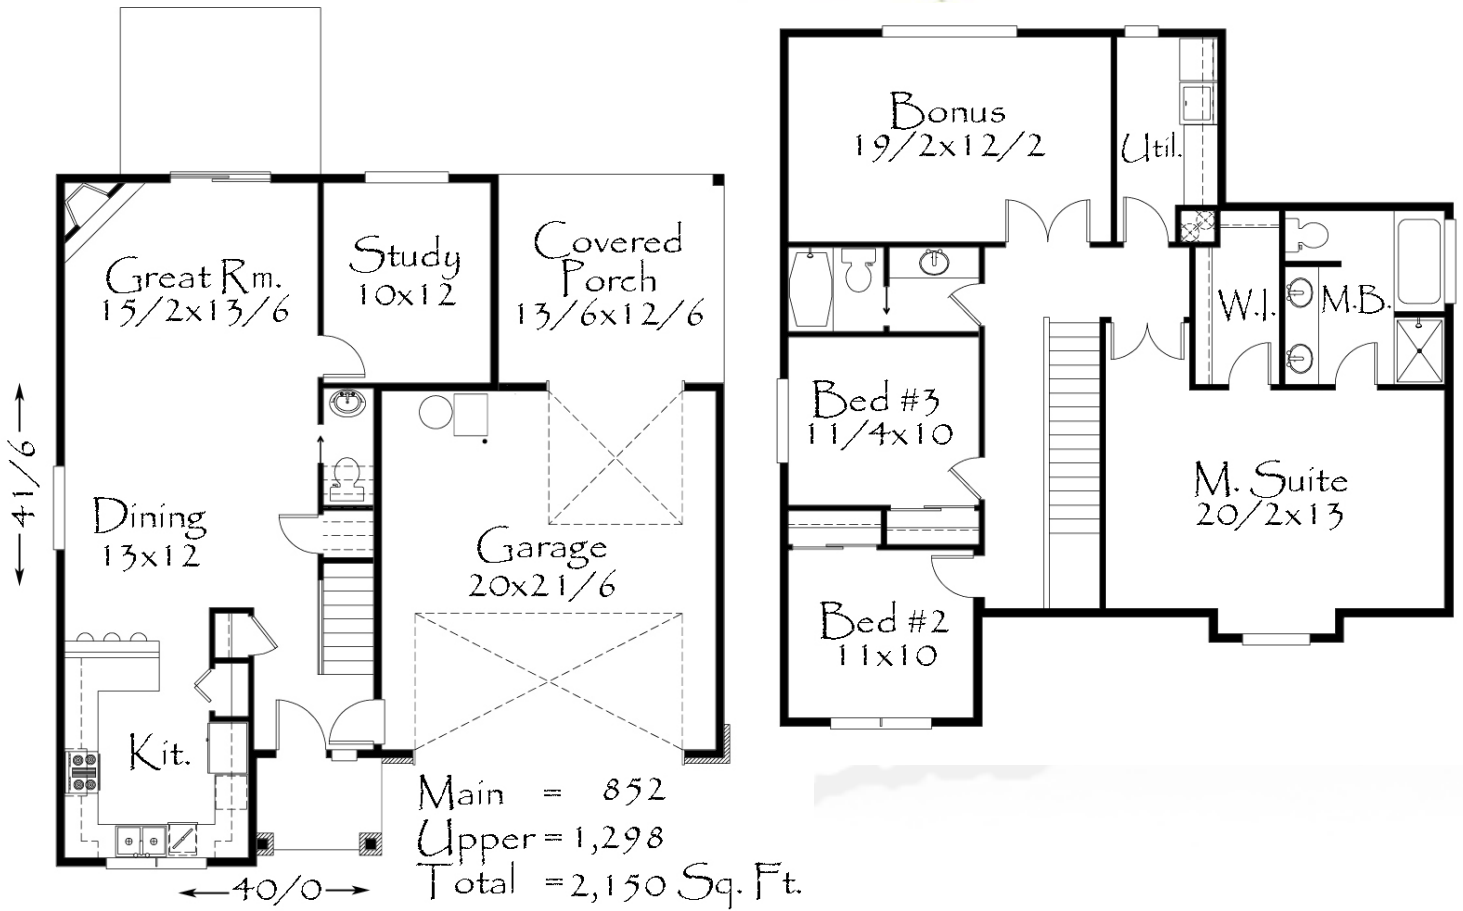 Great Rm.
15/2x13/6
Study
10x12
Covered
Porch
13/6x12/6
41/6
Dining
13x12
Garage
20x21/6
Kit.
40/0
Main = 852
Upper = 1,298
Total = 2,150 Sq. Ft.
Bonus
19/2x12/2
Util.
W.I.
M.B.
Bed #3
11/4x10
M. Suite
20/2x13
Bed #2
11x10